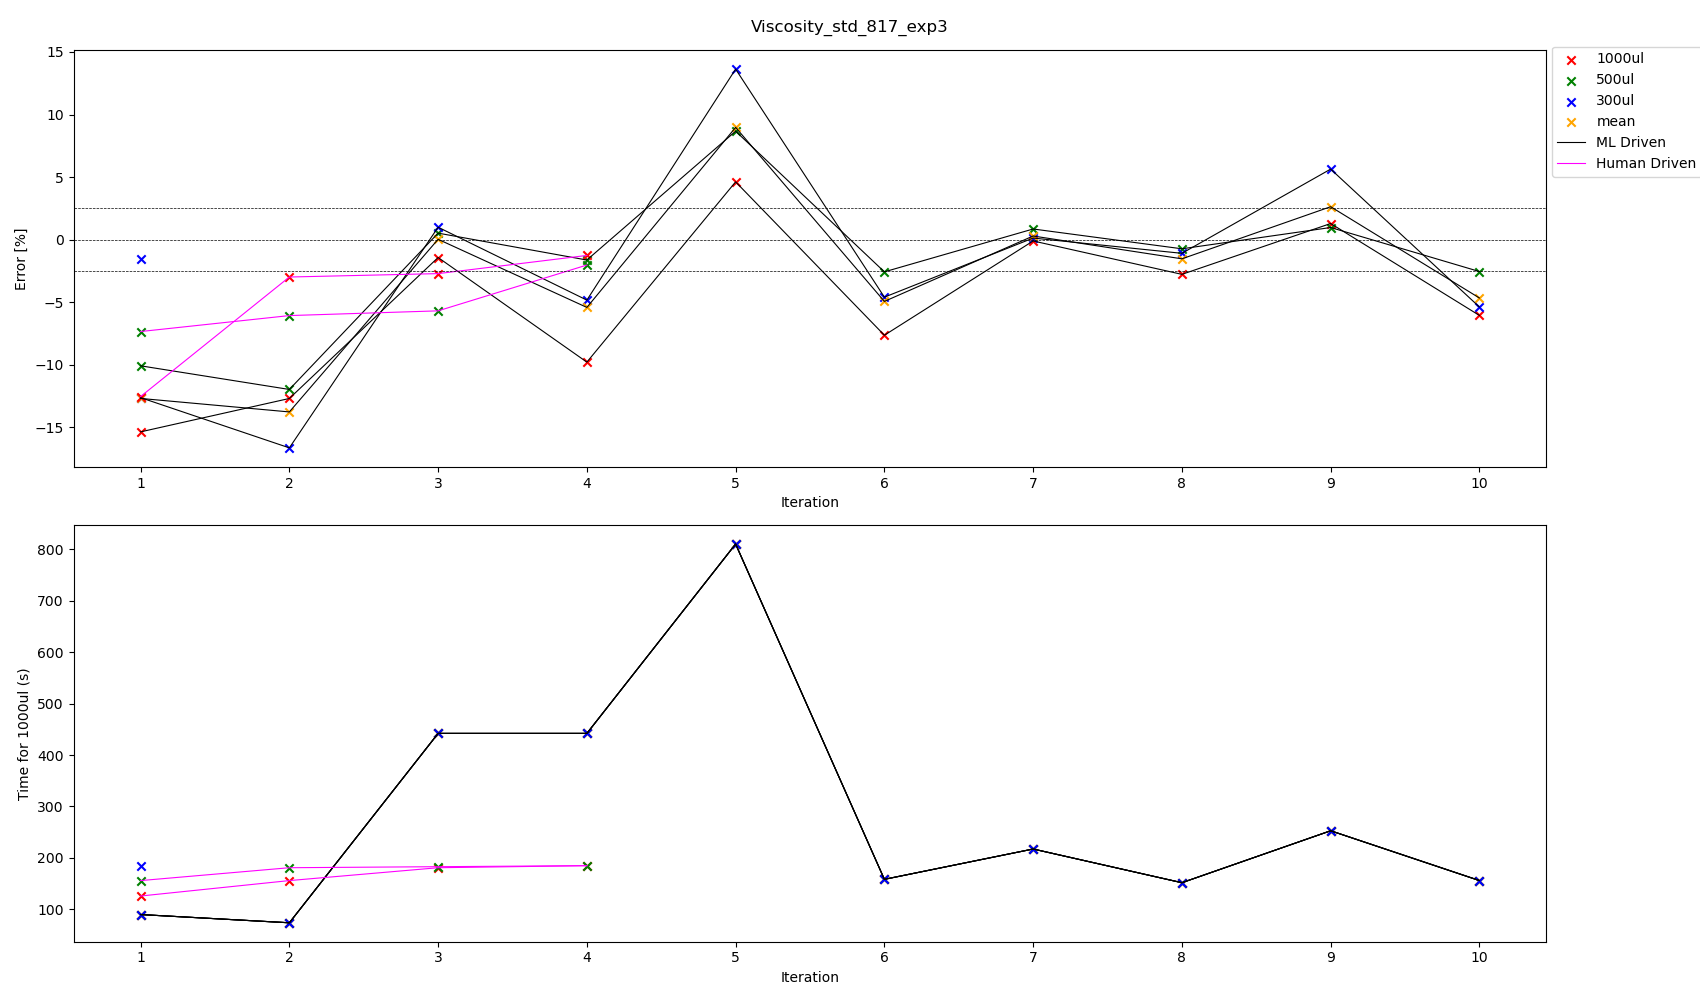 Viscosity_std_817_exp3
15
10
5
0
−5
−10
−15
Error [%]
1 2 3 4 5 6 7 8 9 10
Iteration
1000ul
500ul
300ul
mean
ML Driven
Human Driven
800
700
600
500
400
300
200
100
Time for 1000ul (s)
1 2 3 4 5 6 7 8 9 10
Iteration